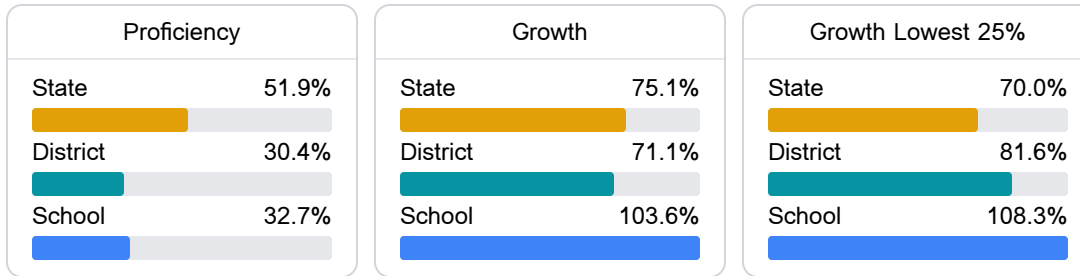 Proficiency
State 51.9%
District 30.4%
School 32.7%
Growth
State 75.1%
District 71.1%
School 103.6%
Growth Lowest 25%
State 70.0%
District 81.6%
School 108.3%